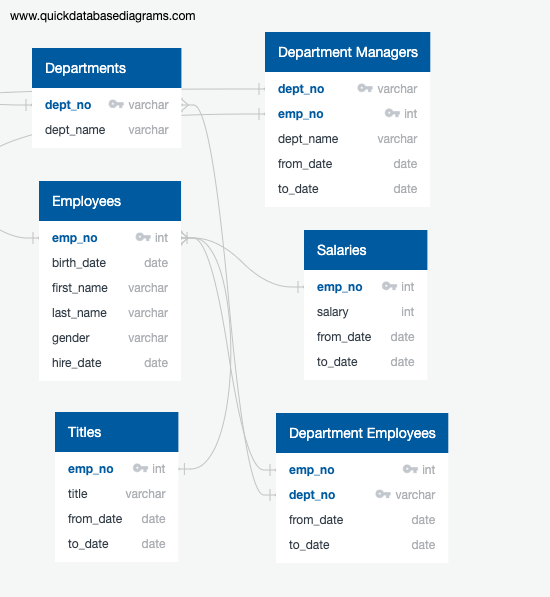 www.quickdatabasediagrams.com
Departments
dept_no varchar
dept_name varchar
Department Managers
dept_no varchar
emp_no int
dept_name varchar
from_date date
to_date date
Employees
emp_no int
birth_date date
first_name varchar
last_name varchar
gender varchar
hire_date date
Salaries
emp_no int
salary int
from_date date
to_date date
Titles
emp_no int
title varchar
from_date date
to_date date
Department Employees
emp_no int
dept_no varchar
from_date date
to_date date